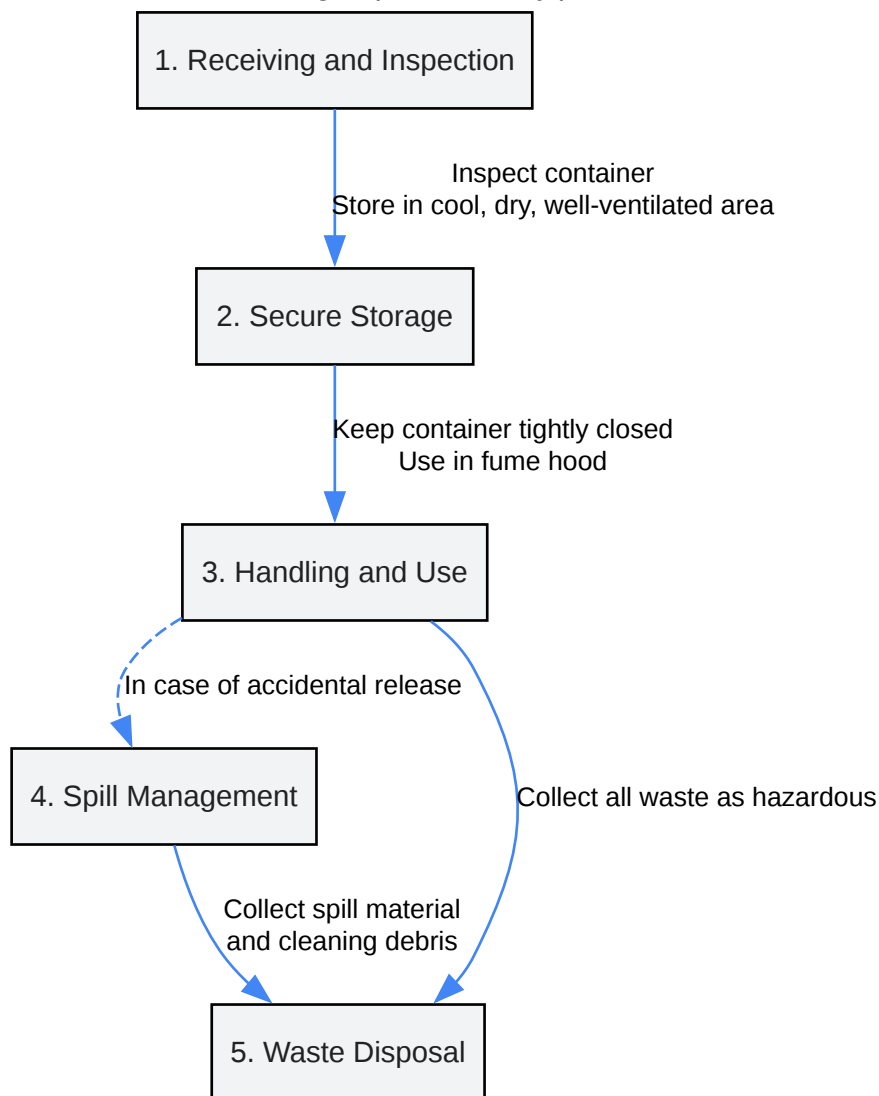 1. Receiving and Inspection
Inspect container
Store in cool, dry, well-ventilated area
2. Secure Storage
Keep container tightly closed
Use in fume hood
3. Handling and Use
In case of accidental release
4. Spill Management
Collect all waste as hazardous
Collect spill material
and cleaning debris
5. Waste Disposal